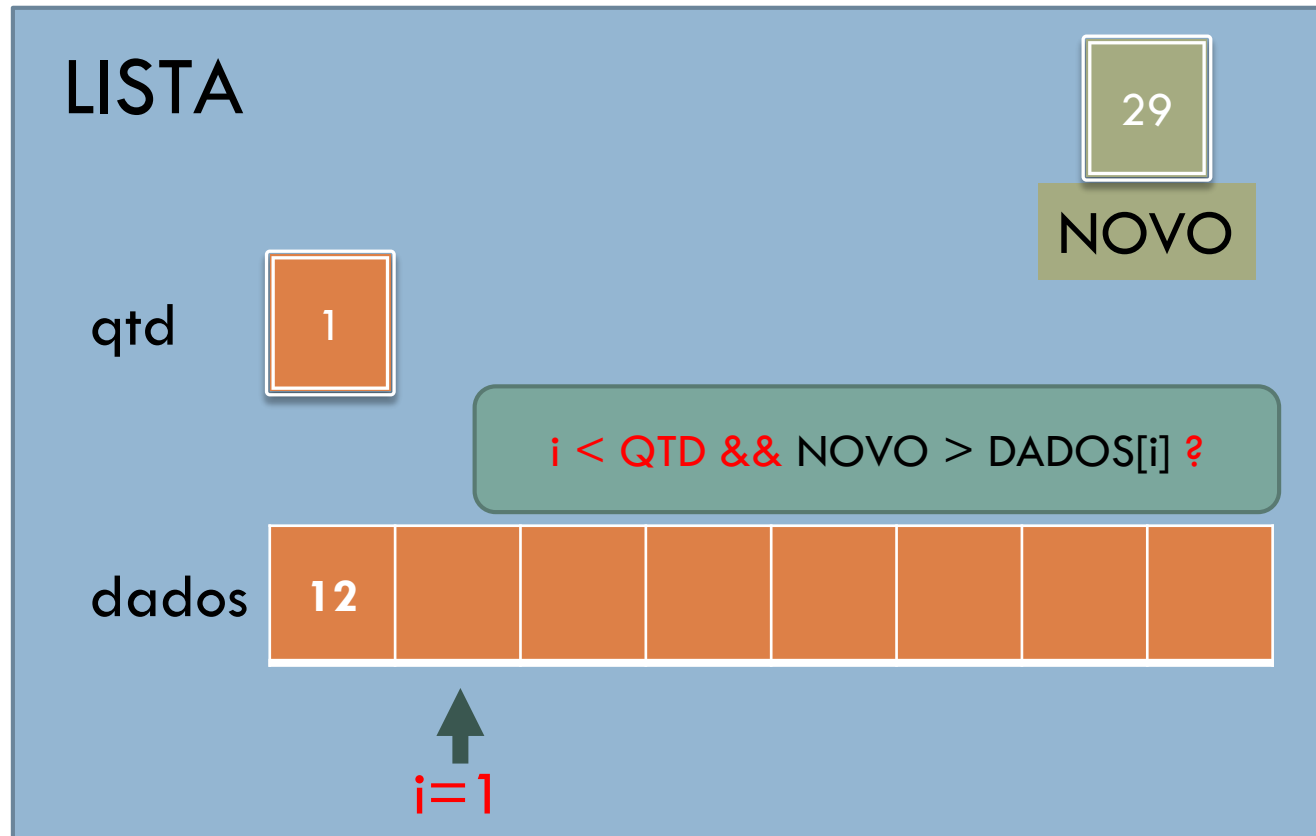 LISTA
29
NOVO
qtd
1
i < QTD && NOVO > DADOS[i] ?
dados
12
i=1